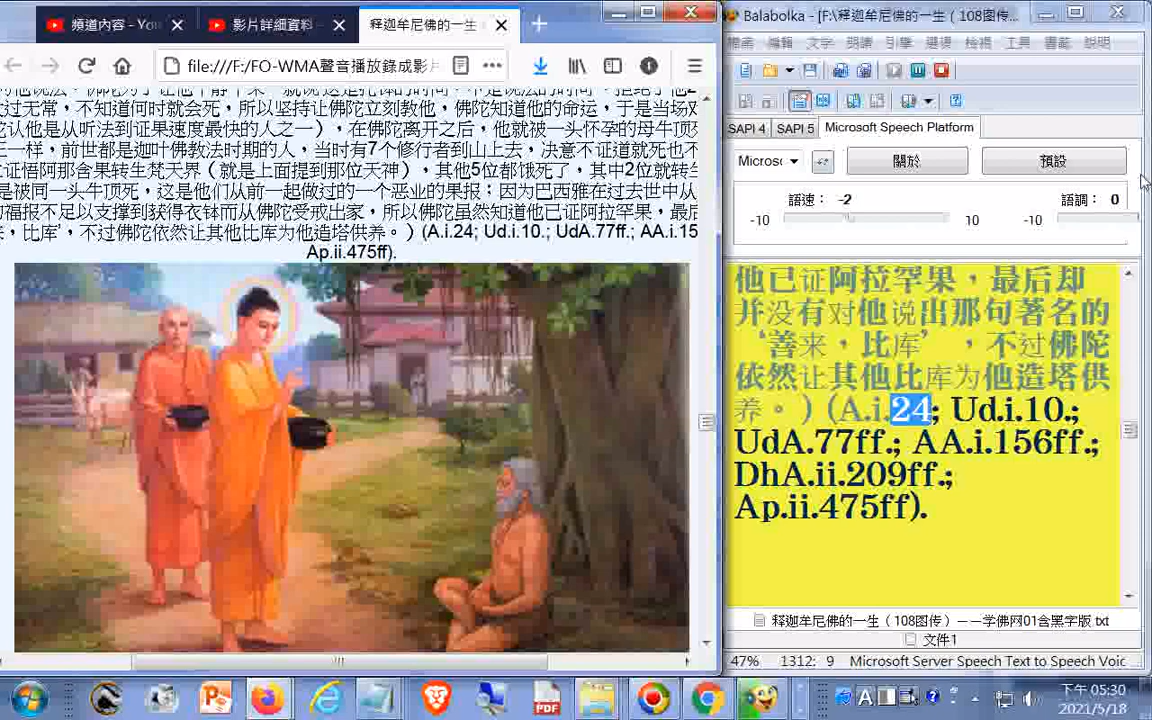 頻道內容 - You
影片詳細資料 -
释迦牟尼佛的一生 -
file:///F:/FO-WMA聲音播放錄成影片
过无常，不知道何时就会死，所以坚持让佛陀立刻教他，佛陀知道他的命运，于是当场对
陀认他是从听法到证果速度最快的人之一），在佛陀离开之后，他就被一头怀孕的母牛顶死
一样，前世都是迦叶佛教法时期的人，当时有7个修行者到山上去，决意不证道就死也不
证悟阿那含果转生梵天界（就是上面提到那位天神），其他5位都饿死了，其中2位就转生
是被同一头牛顶死，这是他们从前一起做过的一个恶业的果报；因为巴西雅在过去世中从
的福报不足以支撑到获得衣钵而从佛陀受戒出家，所以佛陀虽然知道他已证阿拉罕果，最后
来，比库'，不过佛陀依然让其他比库为他造塔供养。）(A.i.24; Ud.i.10.; UdA.77ff.; AA.i.15
Ap.ii.475ff).
Balabolka - [F:\释迦牟尼佛的一生（108图传...
檔案 編輯 文字 朗讀 引擎 選項 檢視 工具 書籤 說明
SAPI 4 SAPI 5 Microsoft Speech Platform
Micros 關於 預設
語速： -2 語調： 0
-10 10 -10
他已证阿拉罕果，最后却
并没有对他说出那句著名的
‘善来，比库’，不过佛陀
依然让其他比库为他造塔供
养。）(A.i.24; Ud.i.10.;
UdA.77ff.; AA.i.156ff.;
DhA.ii.209ff.;
Ap.ii.475ff).
释迦牟尼佛的一生（108图传）——学佛网01含黑字版.txt
文件1
47% 1312: 9 Microsoft Server Speech Text to Speech Voic
下午 05:30
2021/5/18